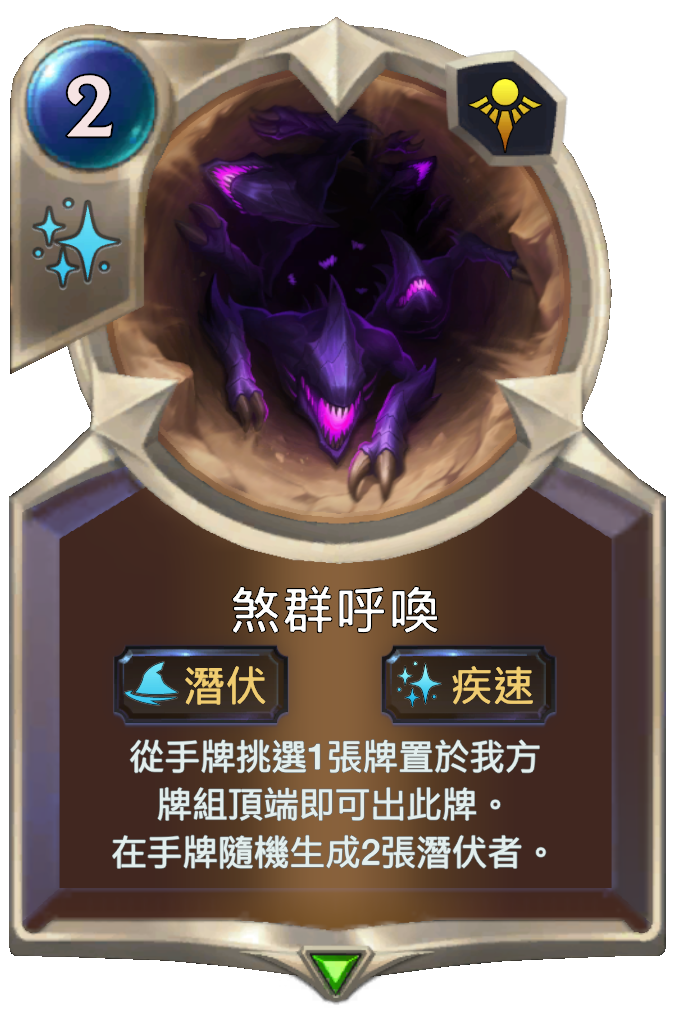 2
煞群呼喚
潛伏 疾速
從手牌挑選1張牌置於我方
牌組頂端即可出此牌。
在手牌隨機生成2張潛伏者。